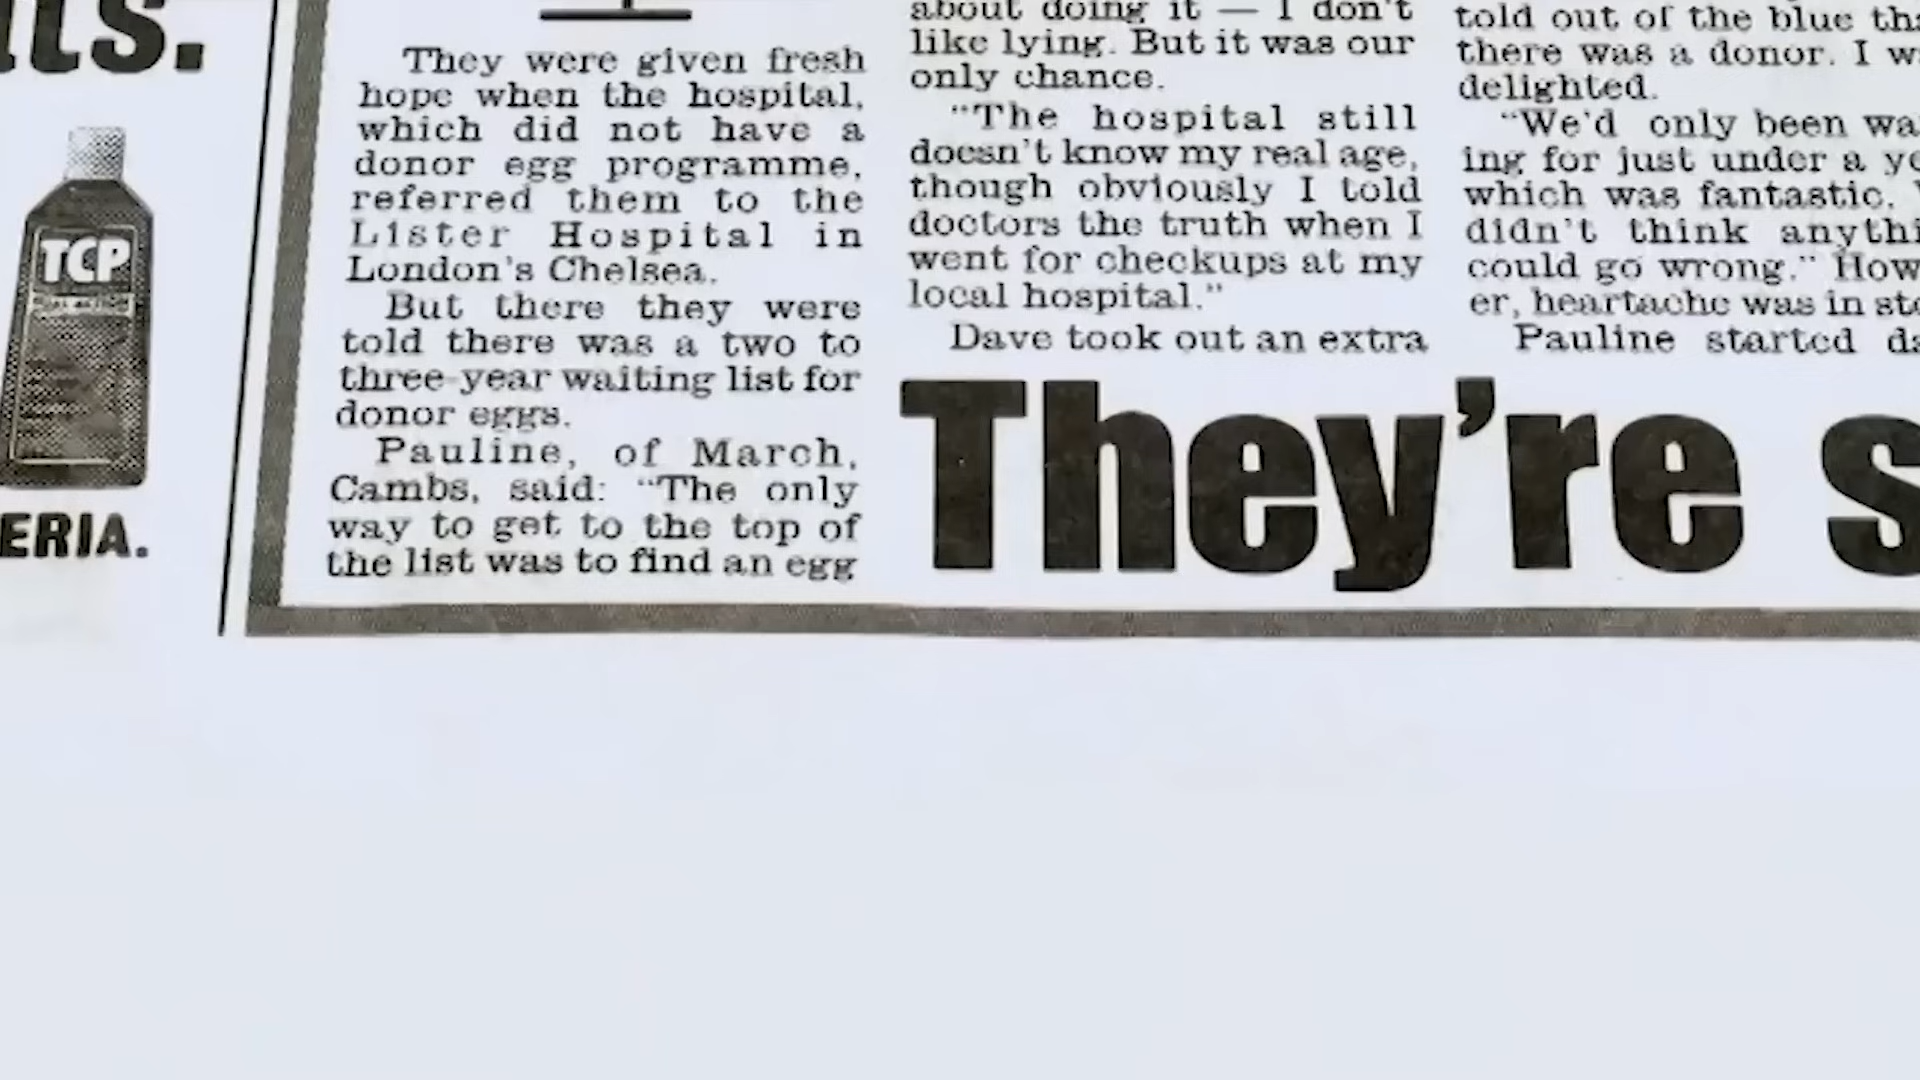 its.
TCP
ERIA.
They were given fresh
hope when the hospital,
which did not have a
donor egg programme,
referred them to the
Lister Hospital in
London's Chelsea.
But there they were
told there was a two to
three-year waiting list for
donor eggs.
Pauline, of March,
Cambs, said: “The only
way to get to the top of
the list was to find an egg
about doing it — I don't
like lying. But it was our
only chance.
“The hospital still
doesn't know my real age,
though obviously I told
doctors the truth when I
went for checkups at my
local hospital.”
Dave took out an extra
told out of the blue tha
there was a donor. I wa
delighted.
“We'd only been wa
ing for just under a ye
which was fantastic.
didn't think anythi
could go wrong.” How
er, heartache was in sto
Pauline started da
They're s